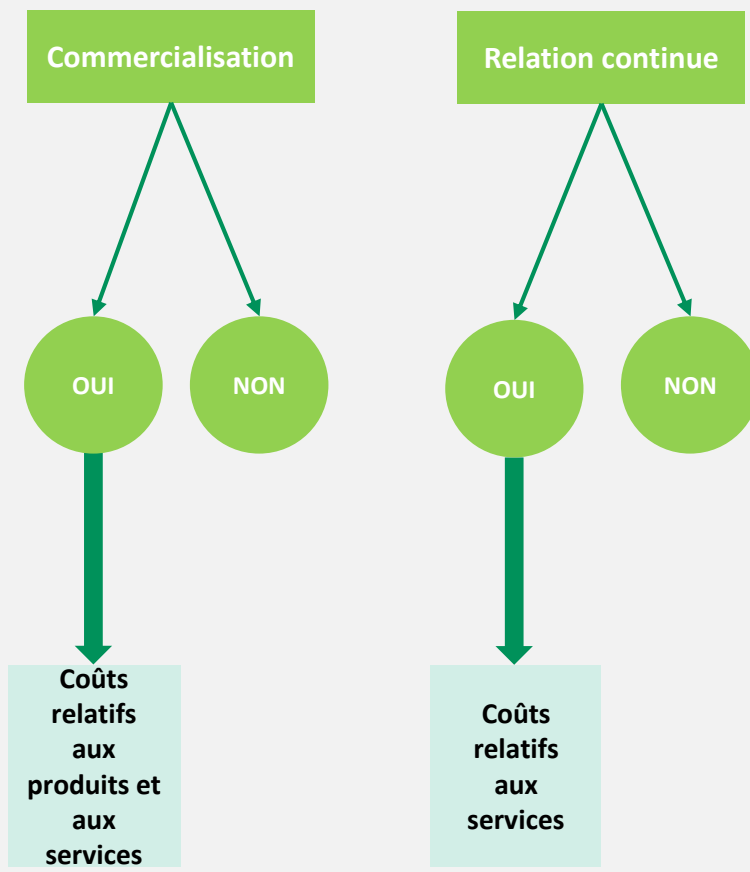 Commercialisation
Relation continue
OUI
NON
OUI
NON
Coûts
relatifs
aux
produits et
aux
services
Coûts
relatifs
aux
services